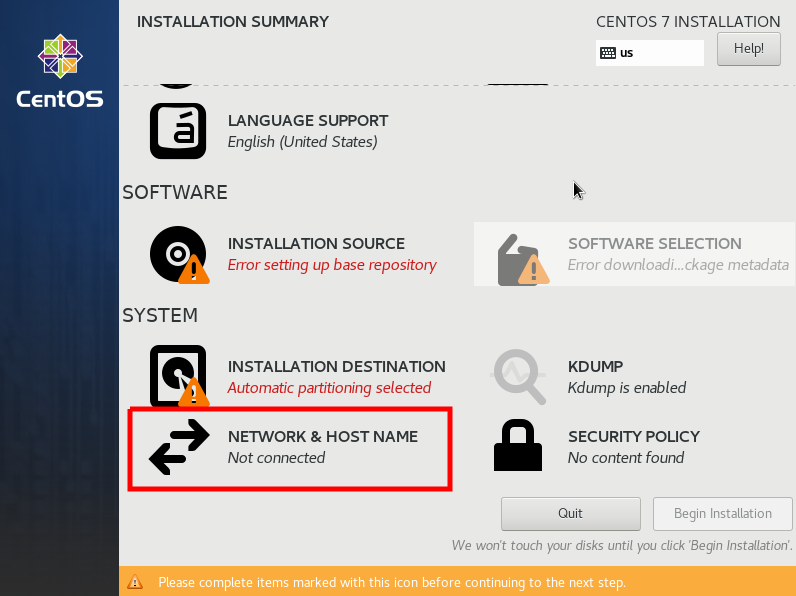 INSTALLATION SUMMARY
CENTOS 7 INSTALLATION
us
Help!
CentOS
á
LANGUAGE SUPPORT
English (United States)
SOFTWARE
INSTALLATION SOURCE
Error setting up base repository
SOFTWARE SELECTION
Error downloadi...ckage metadata
SYSTEM
INSTALLATION DESTINATION
Automatic partitioning selected
KDUMP
Kdump is enabled
NETWORK & HOST NAME
Not connected
SECURITY POLICY
No content found
Quit
Begin Installation
We won't touch your disks until you click 'Begin Installation'.
Please complete items marked with this icon before continuing to the next step.